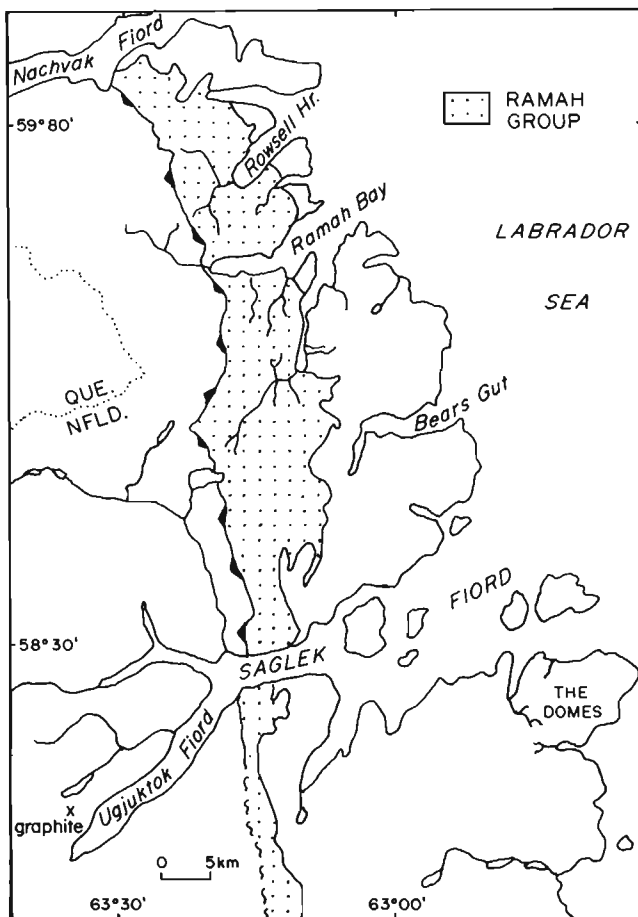 Nachvak Fiord
59°80'
RAMAH
GROUP
Rowsell Hr.
Ramah Bay
LABRADOR
SEA
QUE.
NFLD.
Bears Gut
FIORD
58°30'
SAGLEK
THE
DOMES
Ugjuktok Fiord
x
graphite
0 5km
63°30'
63°00'